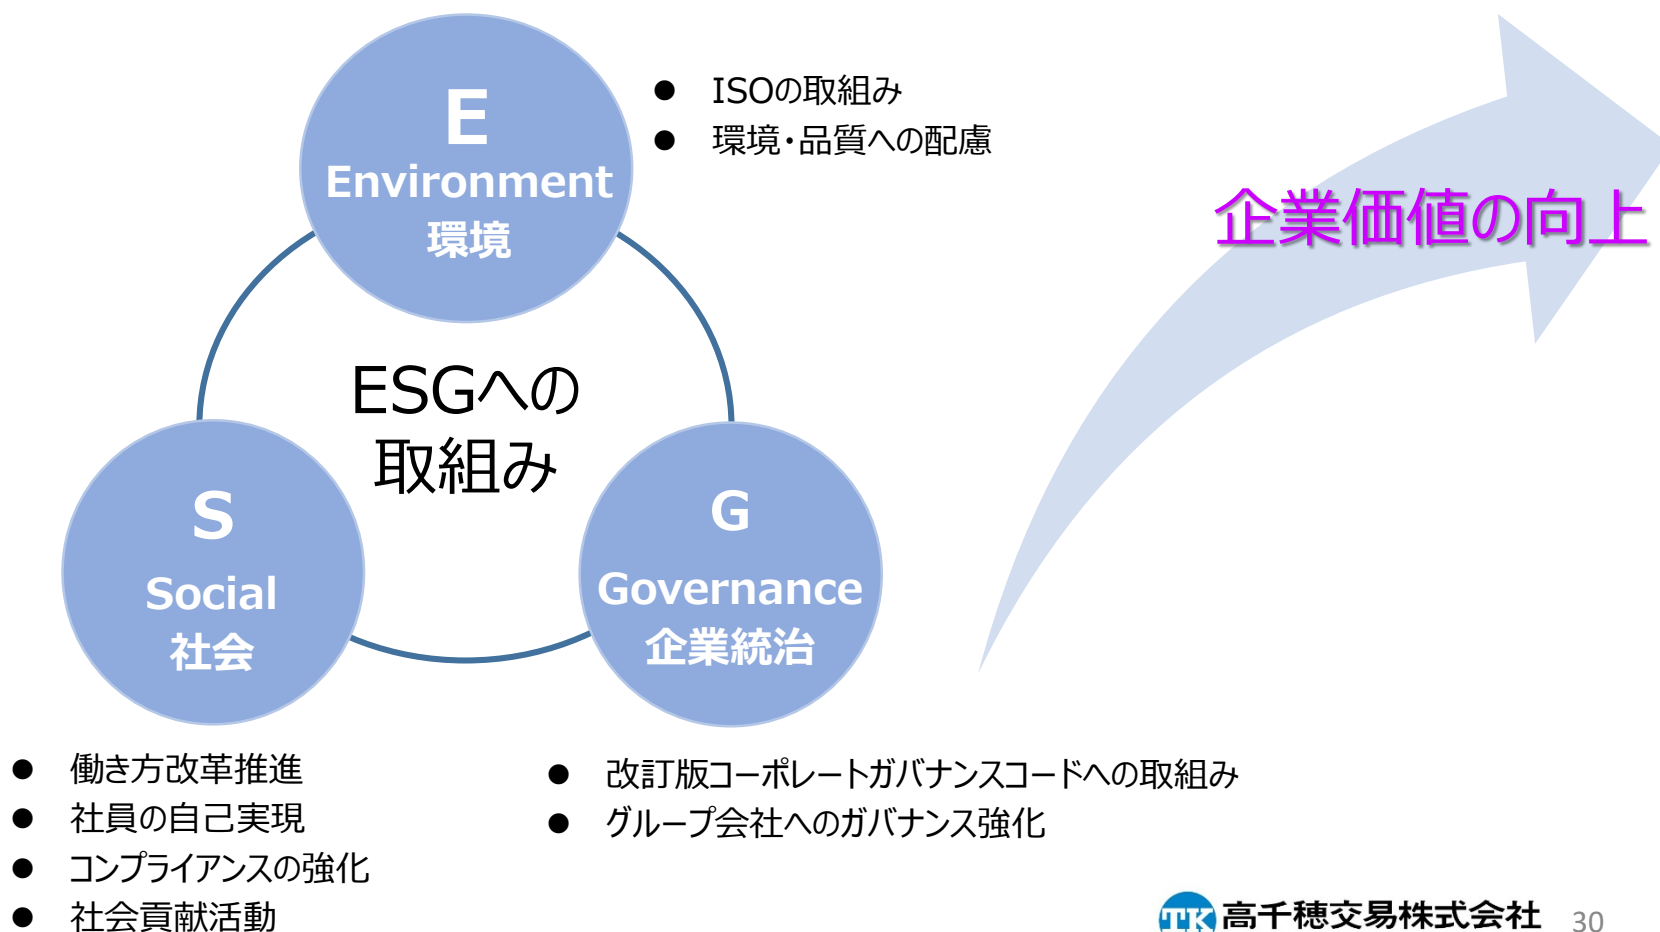 E
Environment
環境
ISOの取組み
環境・品質への配慮
企業価値の向上
ESGへの
取組み
S
Social
社会
G
Governance
企業統治
働き方改革推進
社員の自己実現
コンプライアンスの強化
社会貢献活動
改訂版コーポレートガバナンスコードへの取組み
グループ会社へのガバナンス強化
TK 高千穂交易株式会社
30